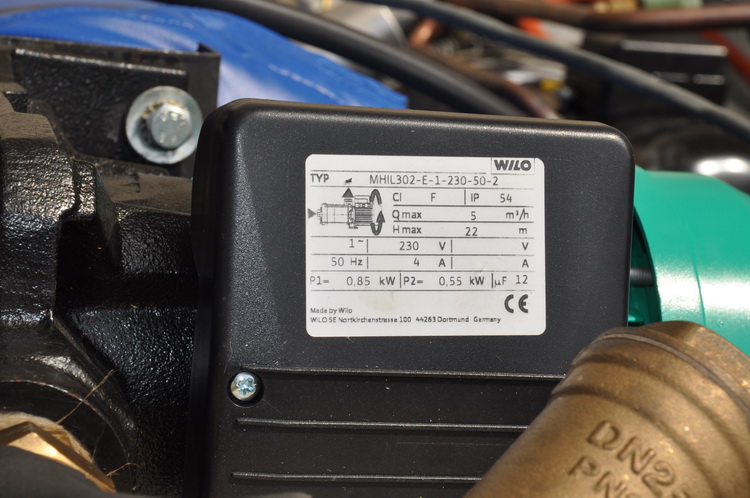 WILO
TYP MHIL302-E-1-230-50-2
Cl F IP 54
Q max 5 m³/h
H max 22 m
1~ 230 V V
50 Hz 4 A A
P1= 0,85 kW P2= 0,55 kW µF 12
Made by Wilo
WILO SE Nortkirchenstrasse 100 44263 Dortmund Germany
CE